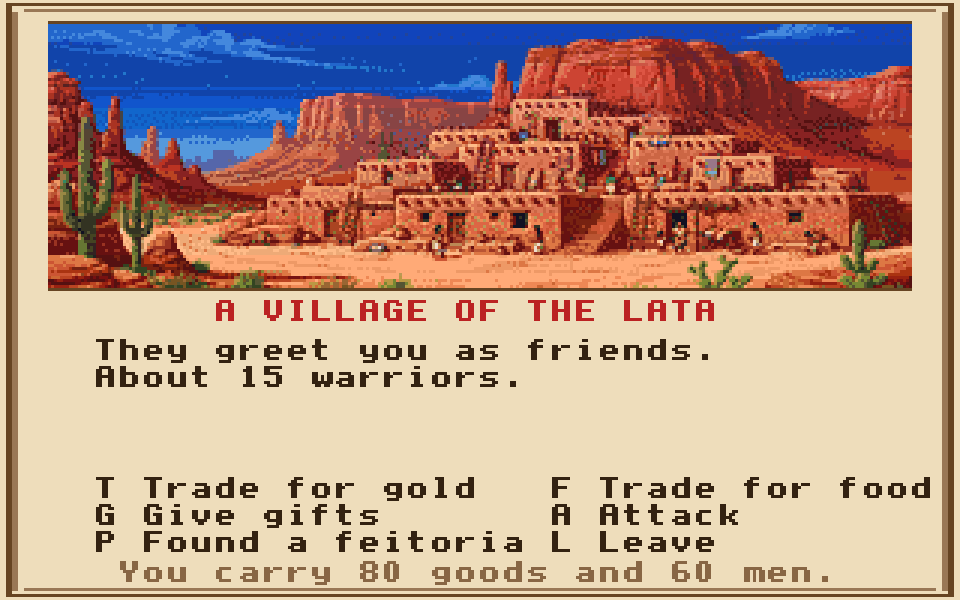 A VILLAGE OF THE LATA
They greet you as friends.
About 15 warriors.
T Trade for gold F Trade for food
G Give gifts A Attack
P Found a feitoria L Leave
You carry 80 goods and 60 men.